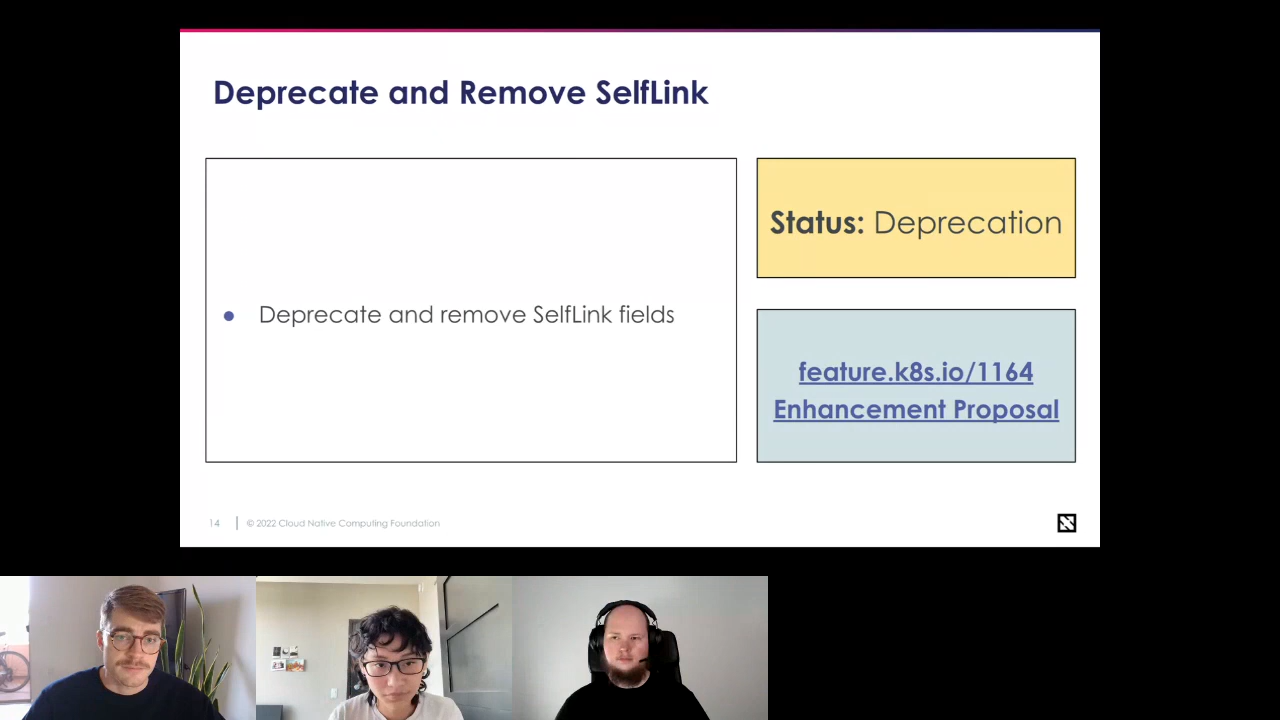 Deprecate and Remove SelfLink
● Deprecate and remove SelfLink fields
Status: Deprecation
feature.k8s.io/1164
Enhancement Proposal
14 | © 2022 Cloud Native Computing Foundation